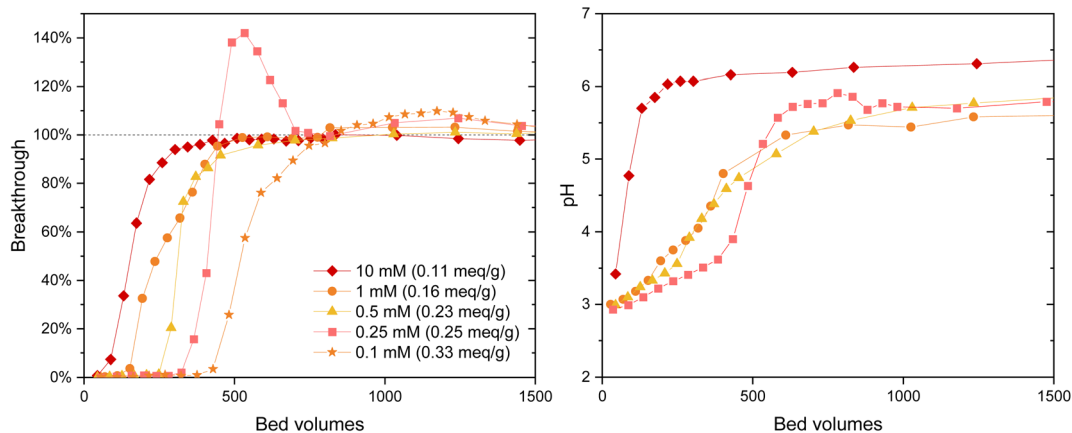 140%
120%
100%
80%
60%
40%
20%
0%
Breakthrough
10 mM (0.11 meq/g)
1 mM (0.16 meq/g)
0.5 mM (0.23 meq/g)
0.25 mM (0.25 meq/g)
0.1 mM (0.33 meq/g)
0
500
1000
1500
Bed volumes
7
6
5
4
3
2
pH
0
500
1000
1500
Bed volumes